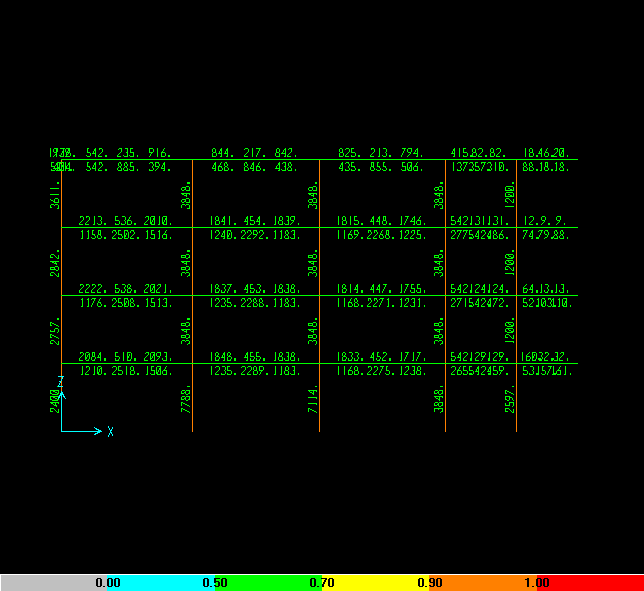 542. 235. 916. 844. 217. 842. 825. 213. 794. 415.82.82. 18.46.20.
542. 885. 394. 468. 846. 438. 435. 855. 506. 137357310. 88.18.18.
3611. 3848. 3848. 3848. 1200.
2213. 536. 2010. 1841. 454. 1839. 1815. 448. 1746. 542131131. 12.9.9.
1158.2502.1516. 1240.2292.1183. 1169.2268.1225. 277542486. 74.79.88.
2842. 3848. 3848. 3848. 1200.
2222. 538. 2021. 1837. 453. 1838. 1814. 447. 1755. 542124124. 64.13.13.
1176.2508.1513. 1235.2288.1183. 1168.2271.1231. 271542472.
2757. 3848. 3848. 3848. 1200.
2084. 510. 2093. 1848. 455. 1838. 1833. 452. 1717. 542129129.
1210.2518.1506. 1235.2289.1183. 1168.2275.1238. 265542459.
Z
7788. 7114. 3848. 2597.
X
0.00 0.50 0.70 0.90 1.00